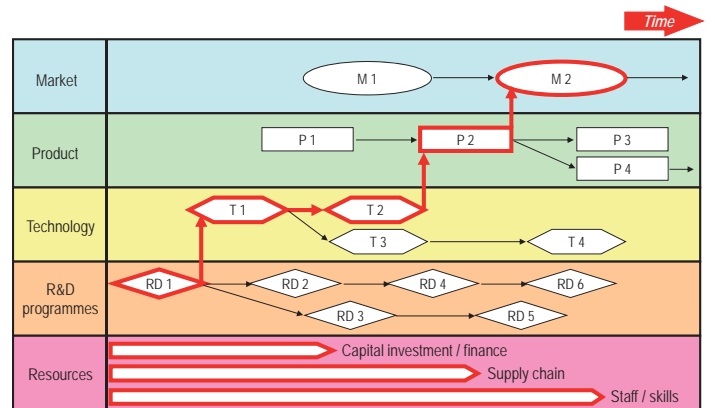 Time
Market
M 1
M 2
Product
P 1
P 2
P 3
P 4
Technology
T 1
T 2
T 3
T 4
R&D
programmes
RD 1
RD 2
RD 4
RD 6
RD 3
RD 5
Resources
Capital investment / finance
Supply chain
Staff / skills